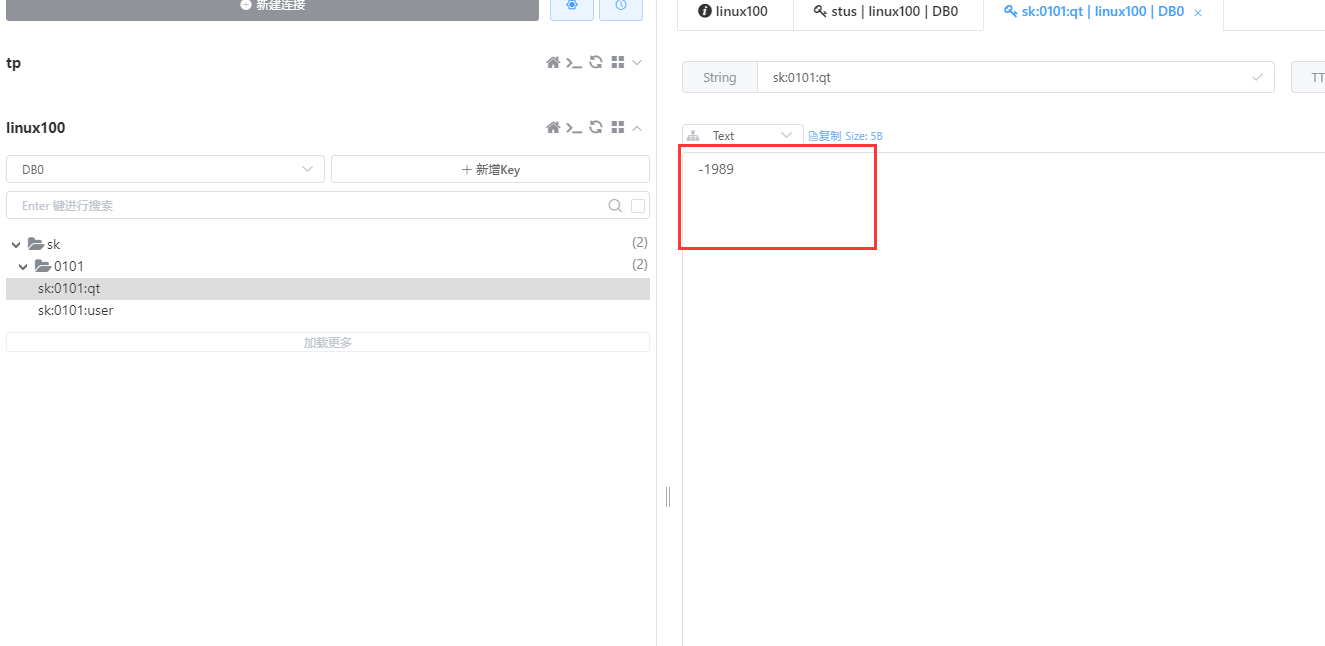 新建连接
tp
linux100
DB0
+ 新增Key
Enter 键进行搜索
sk (2)
0101 (2)
sk:0101:qt
sk:0101:user
加载更多
linux100
stus | linux100 | DB0
sk:0101:qt | linux100 | DB0 ×
String
sk:0101:qt
TT
Text
复制 Size: 5B
-1989